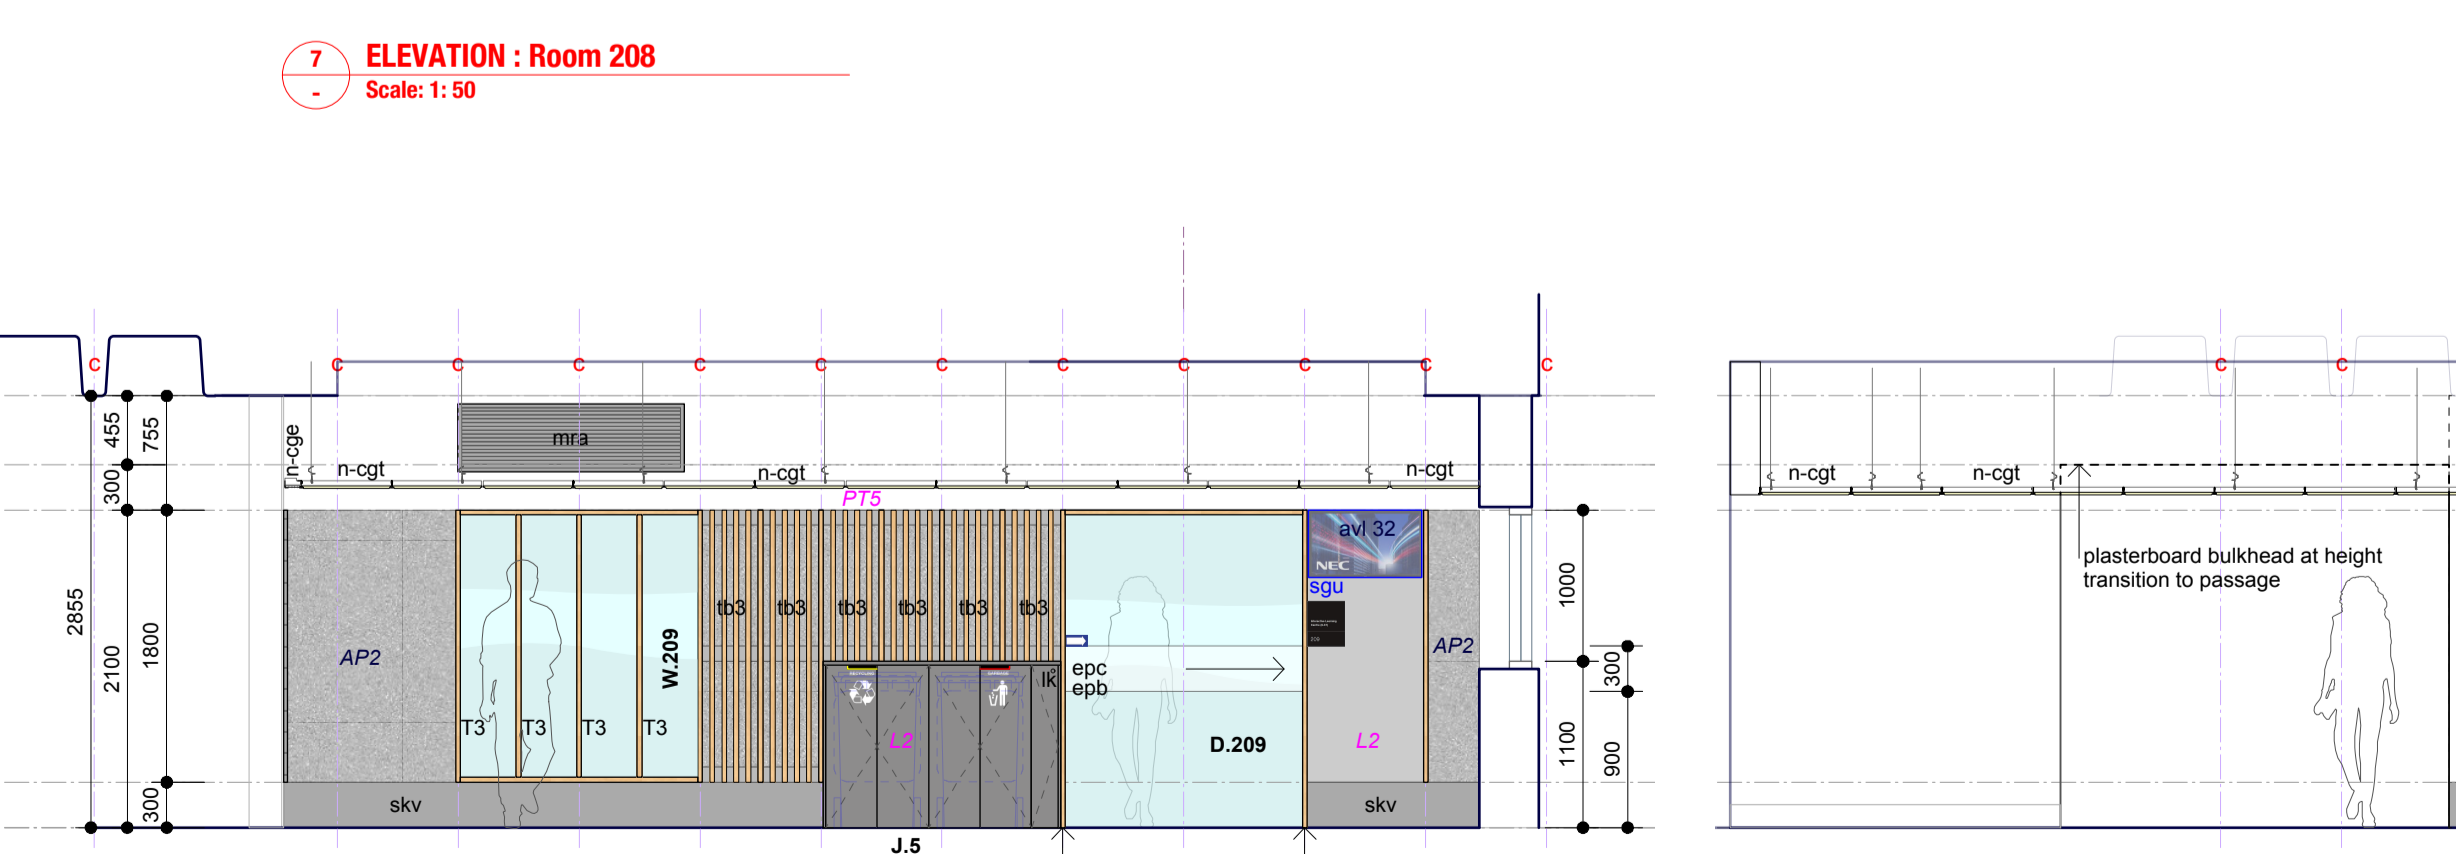 7
-
ELEVATION : Room 208
Scale: 1: 50
C C C C C C C C C C C C C C
455
755
300
2855
2100
1800
300
n-cge
n-cgt
mra
n-cgt
n-cgt
PT5
AP2
T3 T3 T3 T3
W.209
tb3 tb3 tb3 tb3 tb3 tb3
lk
L2
epc
epb
D.209
avl 32
NEC
sgu
209
L2
AP2
skv
skv
J.5
1000
300
1100
900
n-cgt
n-cgt
plasterboard bulkhead at height
transition to passage